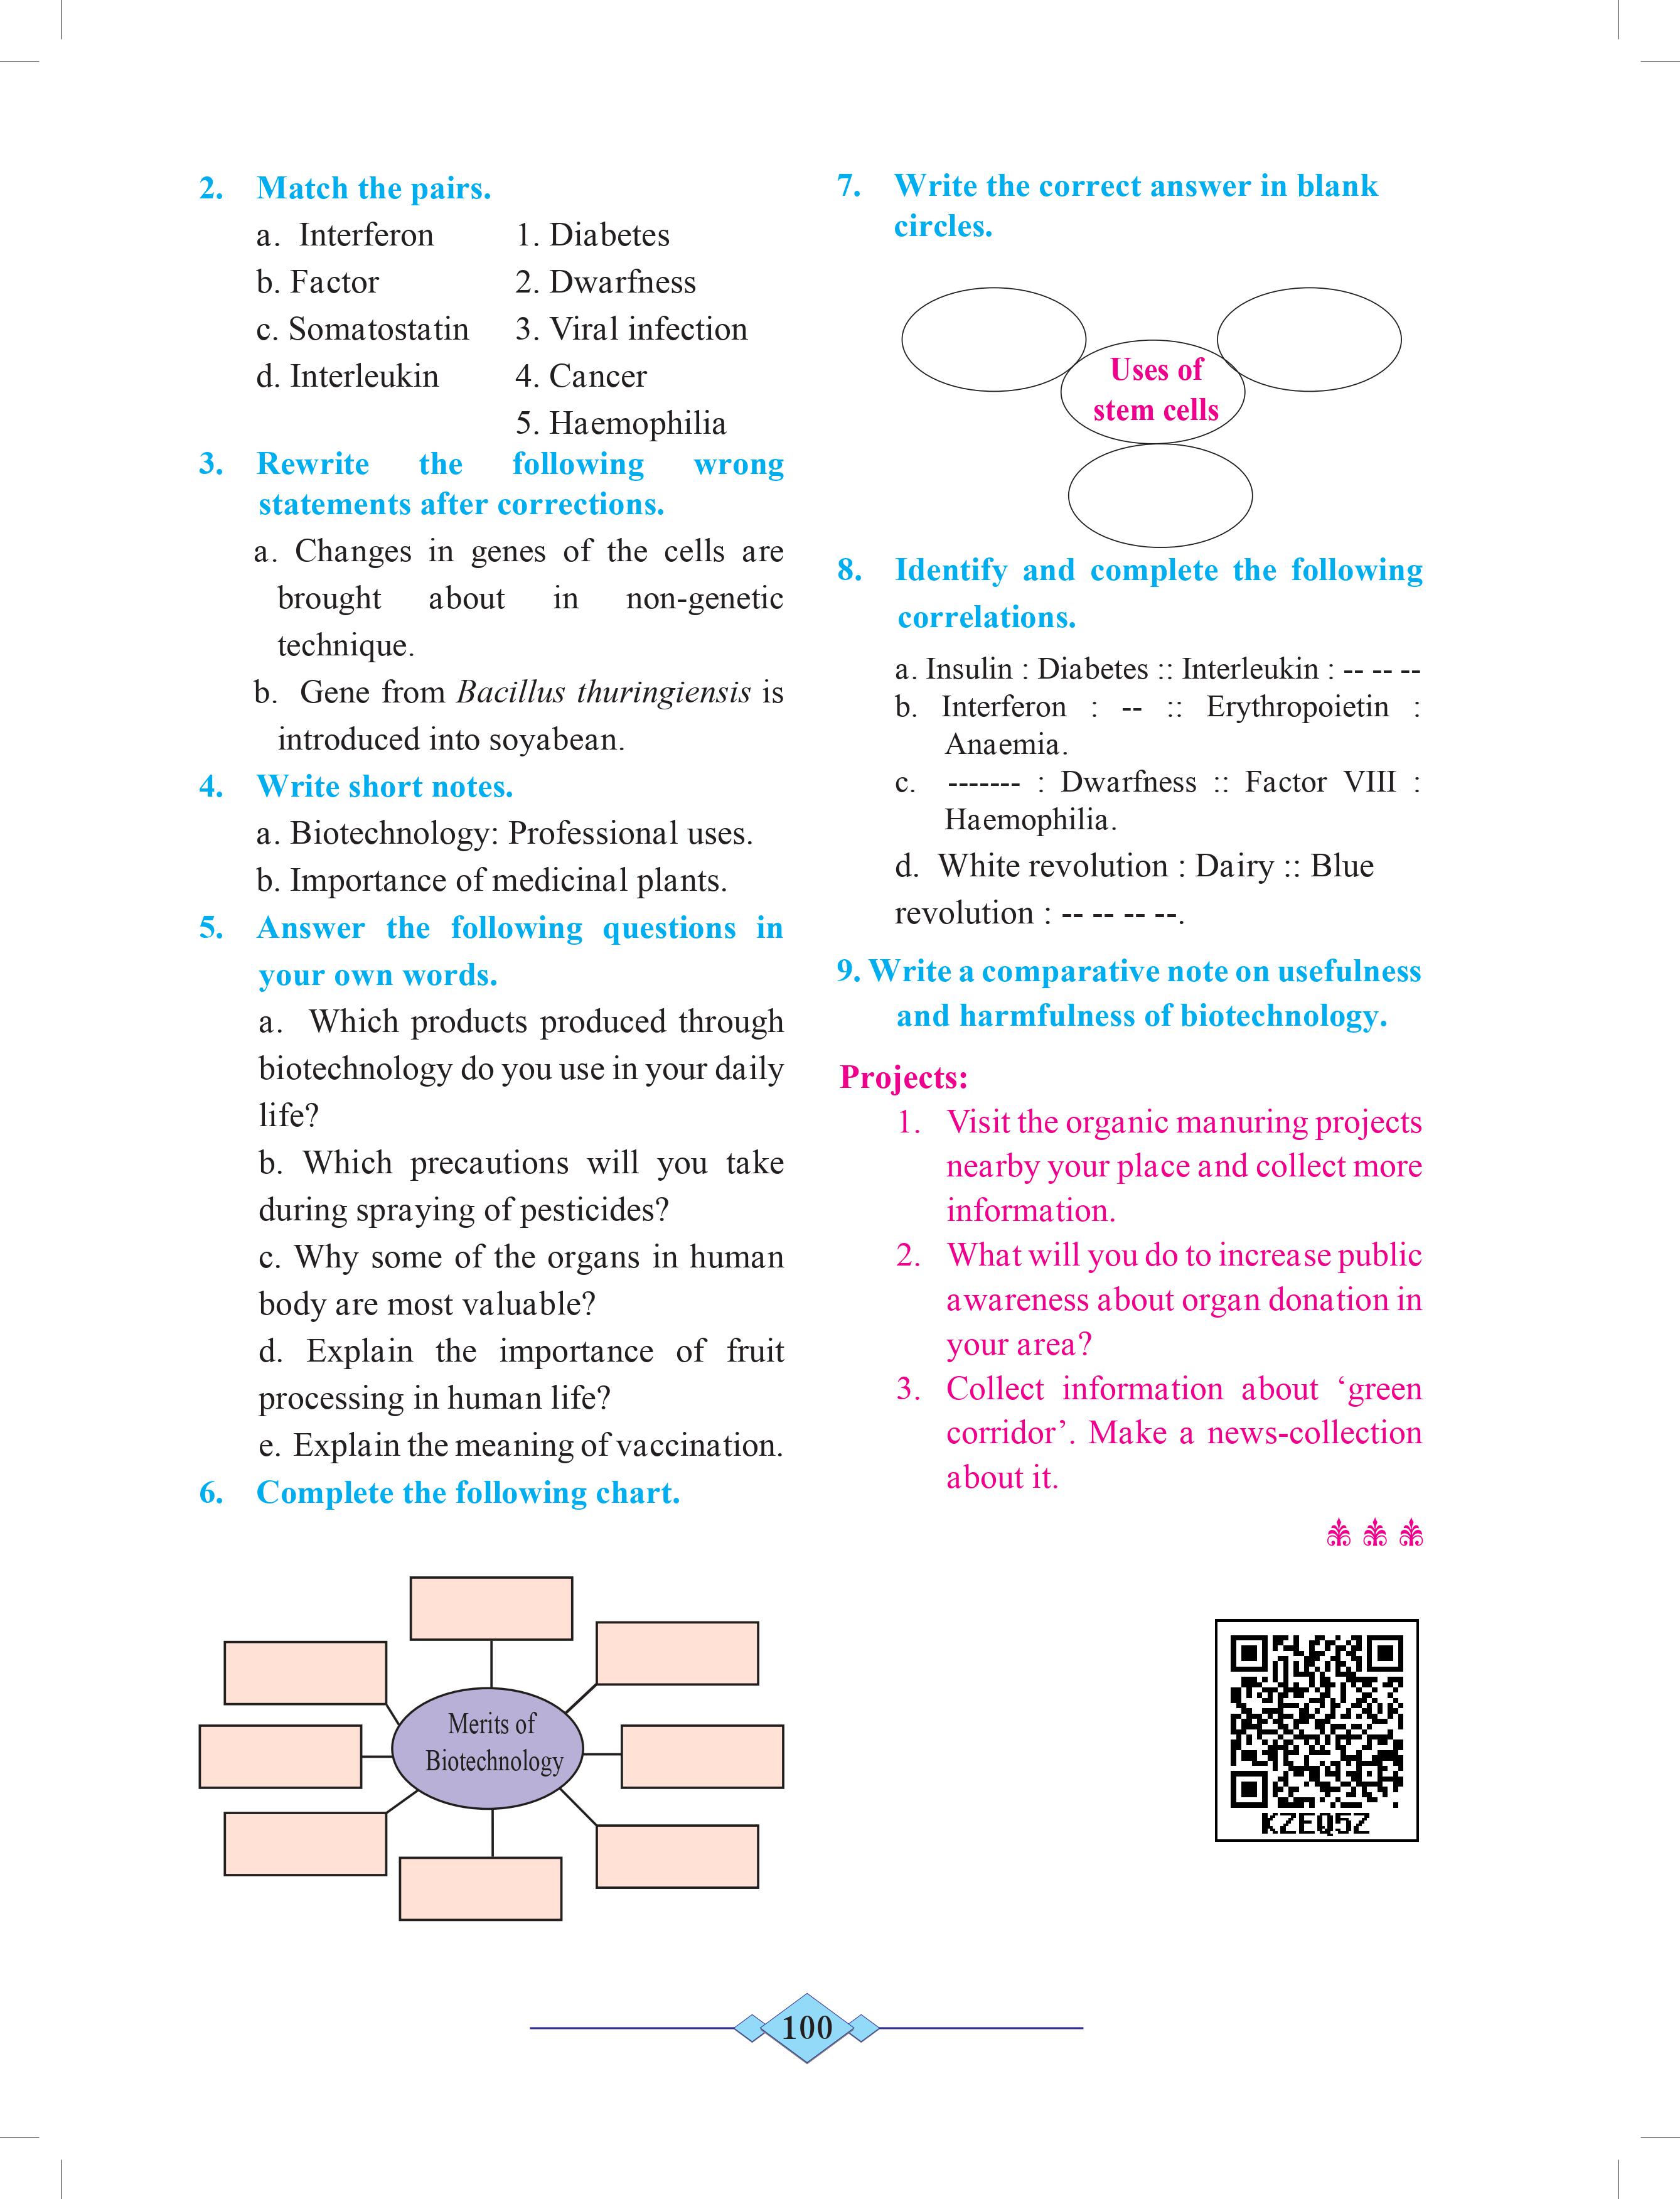 2. Match the pairs.
a. Interferon 1. Diabetes
b. Factor 2. Dwarfness
c. Somatostatin 3. Viral infection
d. Interleukin 4. Cancer
5. Haemophilia
3. Rewrite the following wrong
statements after corrections.
a. Changes in genes of the cells are
brought about in non-genetic
technique.
b. Gene from Bacillus thuringiensis is
introduced into soyabean.
4. Write short notes.
a. Biotechnology: Professional uses.
b. Importance of medicinal plants.
5. Answer the following questions in
your own words.
a. Which products produced through
biotechnology do you use in your daily
life?
b. Which precautions will you take
during spraying of pesticides?
c. Why some of the organs in human
body are most valuable?
d. Explain the importance of fruit
processing in human life?
e. Explain the meaning of vaccination.
6. Complete the following chart.
Merits of
Biotechnology
7. Write the correct answer in blank
circles.
Uses of
stem cells
8. Identify and complete the following
correlations.
a. Insulin : Diabetes :: Interleukin : -- -- --
b. Interferon : -- :: Erythropoietin :
Anaemia.
c. ------- : Dwarfness :: Factor VIII :
Haemophilia.
d. White revolution : Dairy :: Blue
revolution : -- -- -- --.
9. Write a comparative note on usefulness
and harmfulness of biotechnology.
Projects:
1. Visit the organic manuring projects
nearby your place and collect more
information.
2. What will you do to increase public
awareness about organ donation in
your area?
3. Collect information about ‘green
corridor’. Make a news-collection
about it.
KZEQ5Z
100